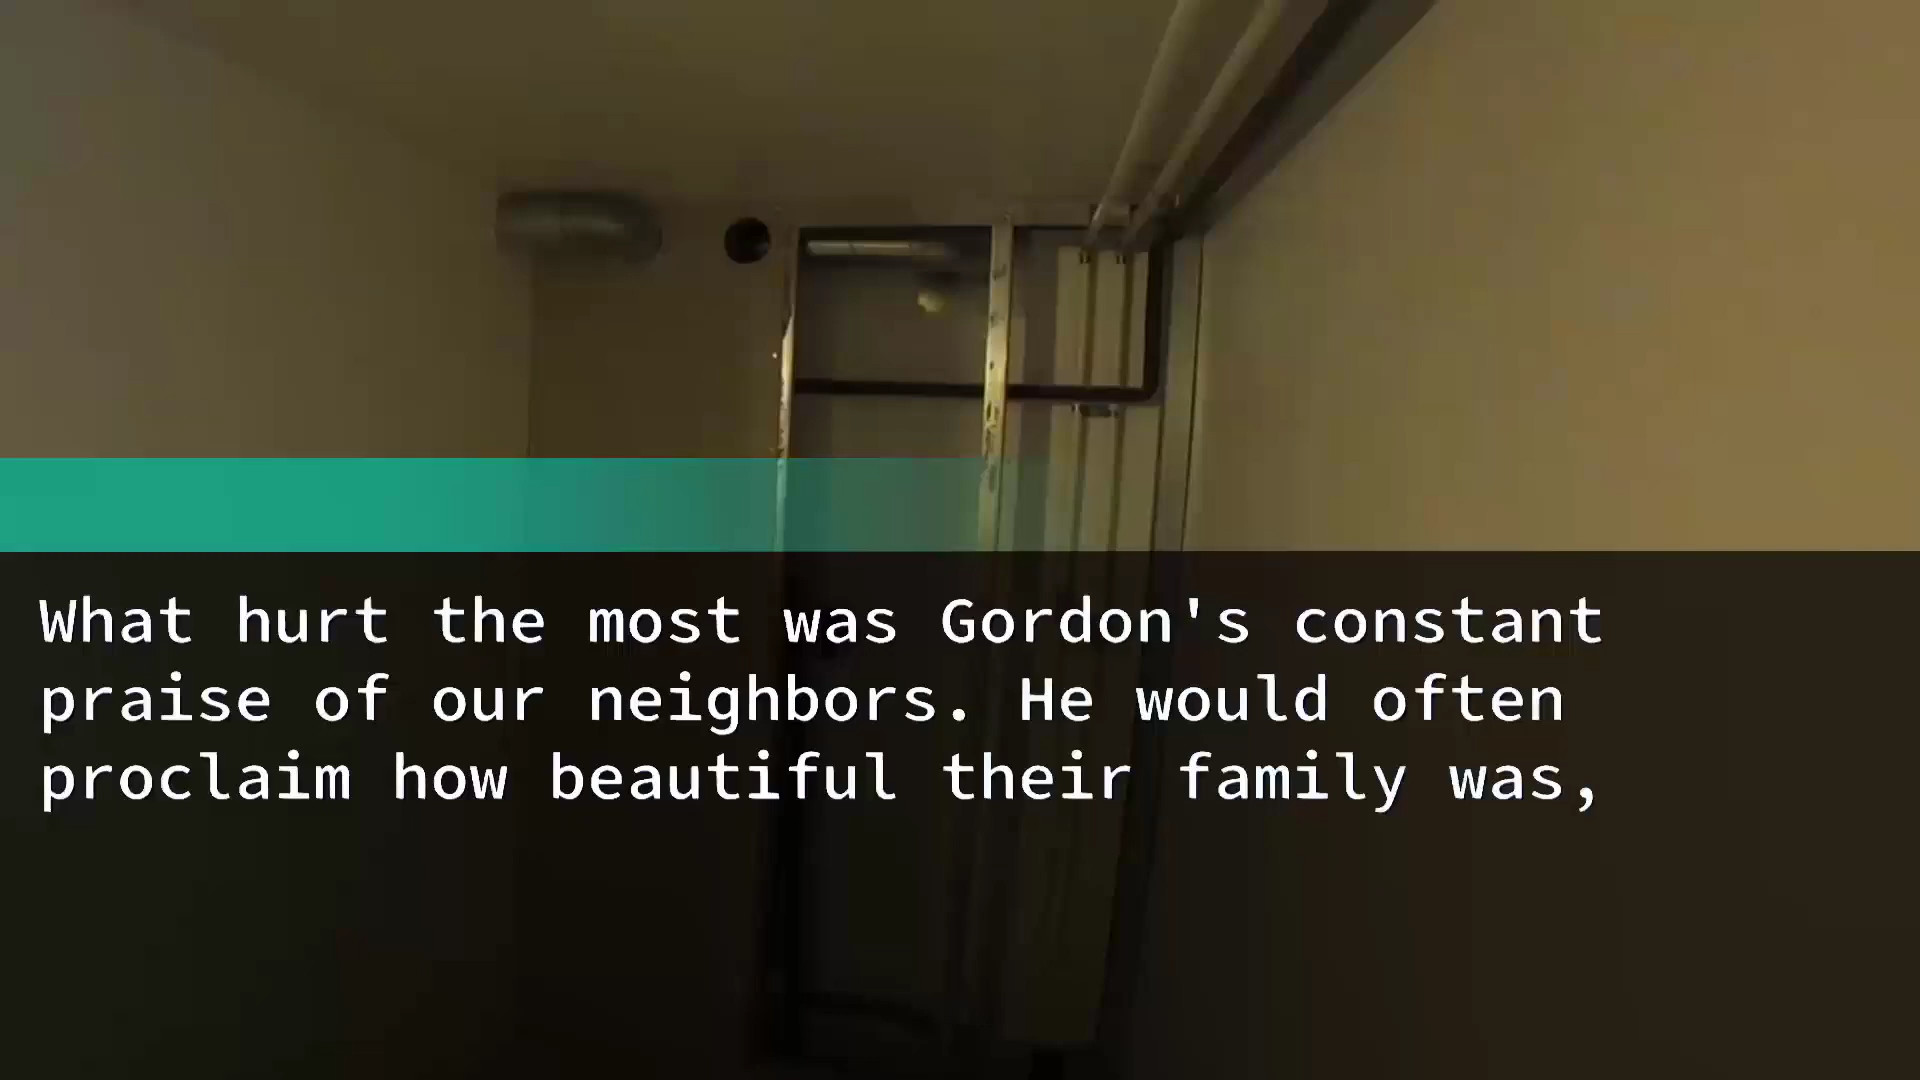 What hurt the most was Gordon's constant
praise of our neighbors. He would often
proclaim how beautiful their family was,